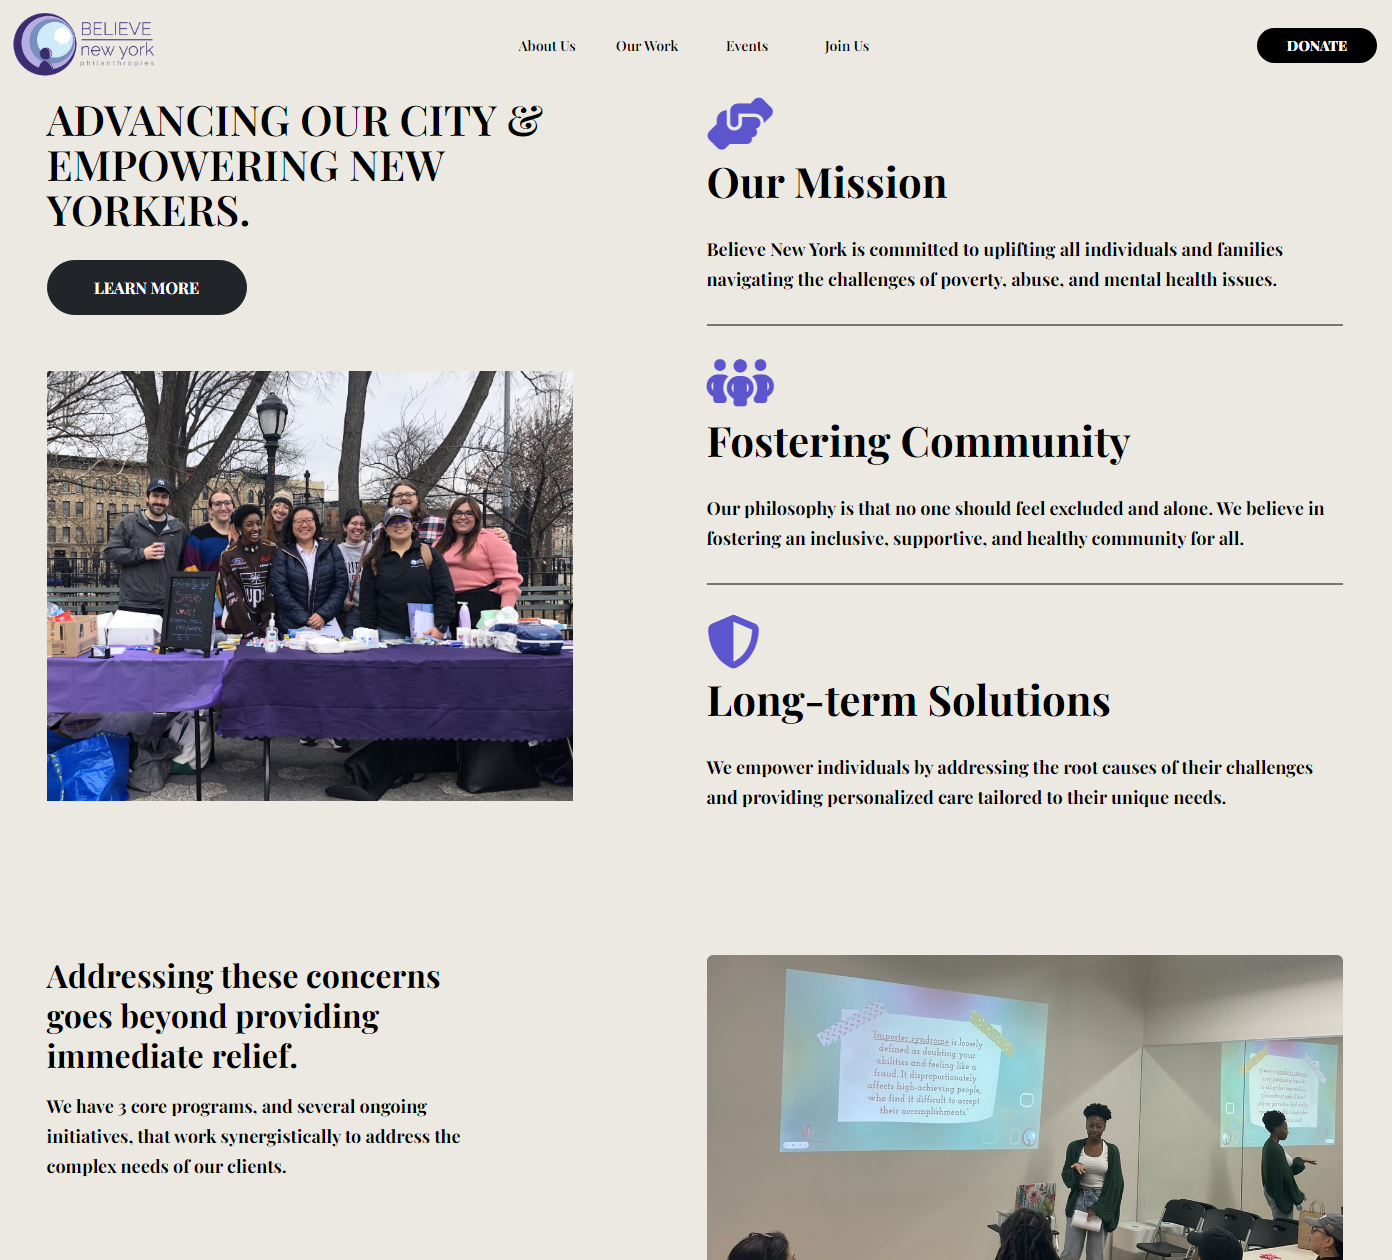 BELIEVE
new york
philanthropies
About Us
Our Work
Events
Join Us
DONATE
ADVANCING OUR CITY &
EMPOWERING NEW
YORKERS.
LEARN MORE
SPREAD
LOVE!
ups
Our Mission
Believe New York is committed to uplifting all individuals and families
navigating the challenges of poverty, abuse, and mental health issues.
Fostering Community
Our philosophy is that no one should feel excluded and alone. We believe in
fostering an inclusive, supportive, and healthy community for all.
Long-term Solutions
We empower individuals by addressing the root causes of their challenges
and providing personalized care tailored to their unique needs.
Addressing these concerns
goes beyond providing
immediate relief.
We have 3 core programs, and several ongoing
initiatives, that work synergistically to address the
complex needs of our clients.
"Imposter syndrome is loosely
defined as doubting your
abilities and feeling like a
fraud. It disproportionately
affects high-achieving people,
who find it difficult to accept
their accomplishments."